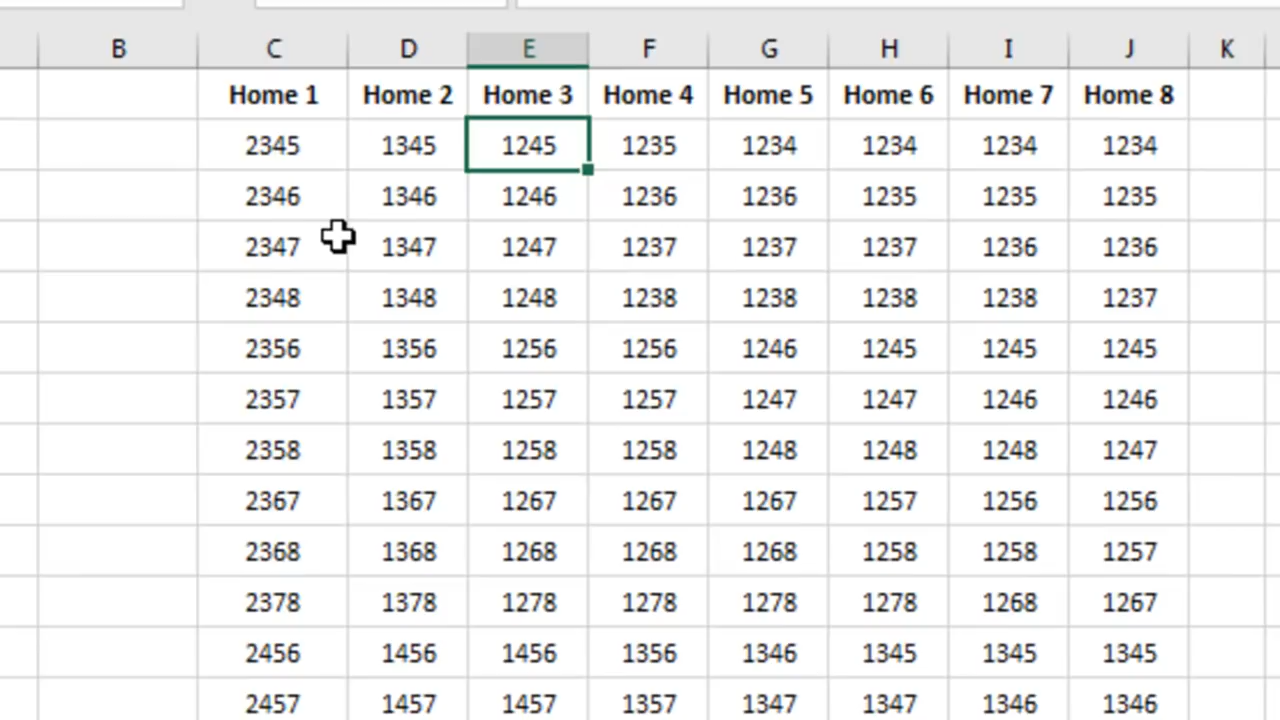 B C D E F G H I J K
Home 1 Home 2 Home 3 Home 4 Home 5 Home 6 Home 7 Home 8
2345 1345 1245 1235 1234 1234 1234 1234
2346 1346 1246 1236 1236 1235 1235 1235
2347 1347 1247 1237 1237 1237 1236 1236
2348 1348 1248 1238 1238 1238 1238 1237
2356 1356 1256 1256 1246 1245 1245 1245
2357 1357 1257 1257 1247 1247 1246 1246
2358 1358 1258 1258 1248 1248 1248 1247
2367 1367 1267 1267 1267 1257 1256 1256
2368 1368 1268 1268 1268 1258 1258 1257
2378 1378 1278 1278 1278 1278 1268 1267
2456 1456 1456 1356 1346 1345 1345 1345
2457 1457 1457 1357 1347 1347 1346 1346